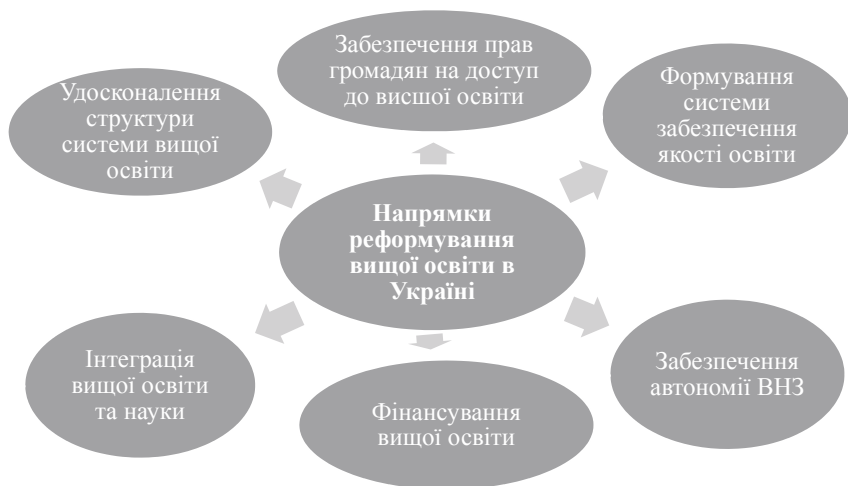 Забезпечення прав
громадян на доступ
до висшої освіти
Удосконалення
структури
системи вищої
освіти
Формування
системи
забезпечення
якості освіти
Напрямки
реформування
вищої освіти в
Україні
Інтеграція
вищої освіти
та науки
Фінансування
вищої освіти
Забезпечення
автономії ВНЗ